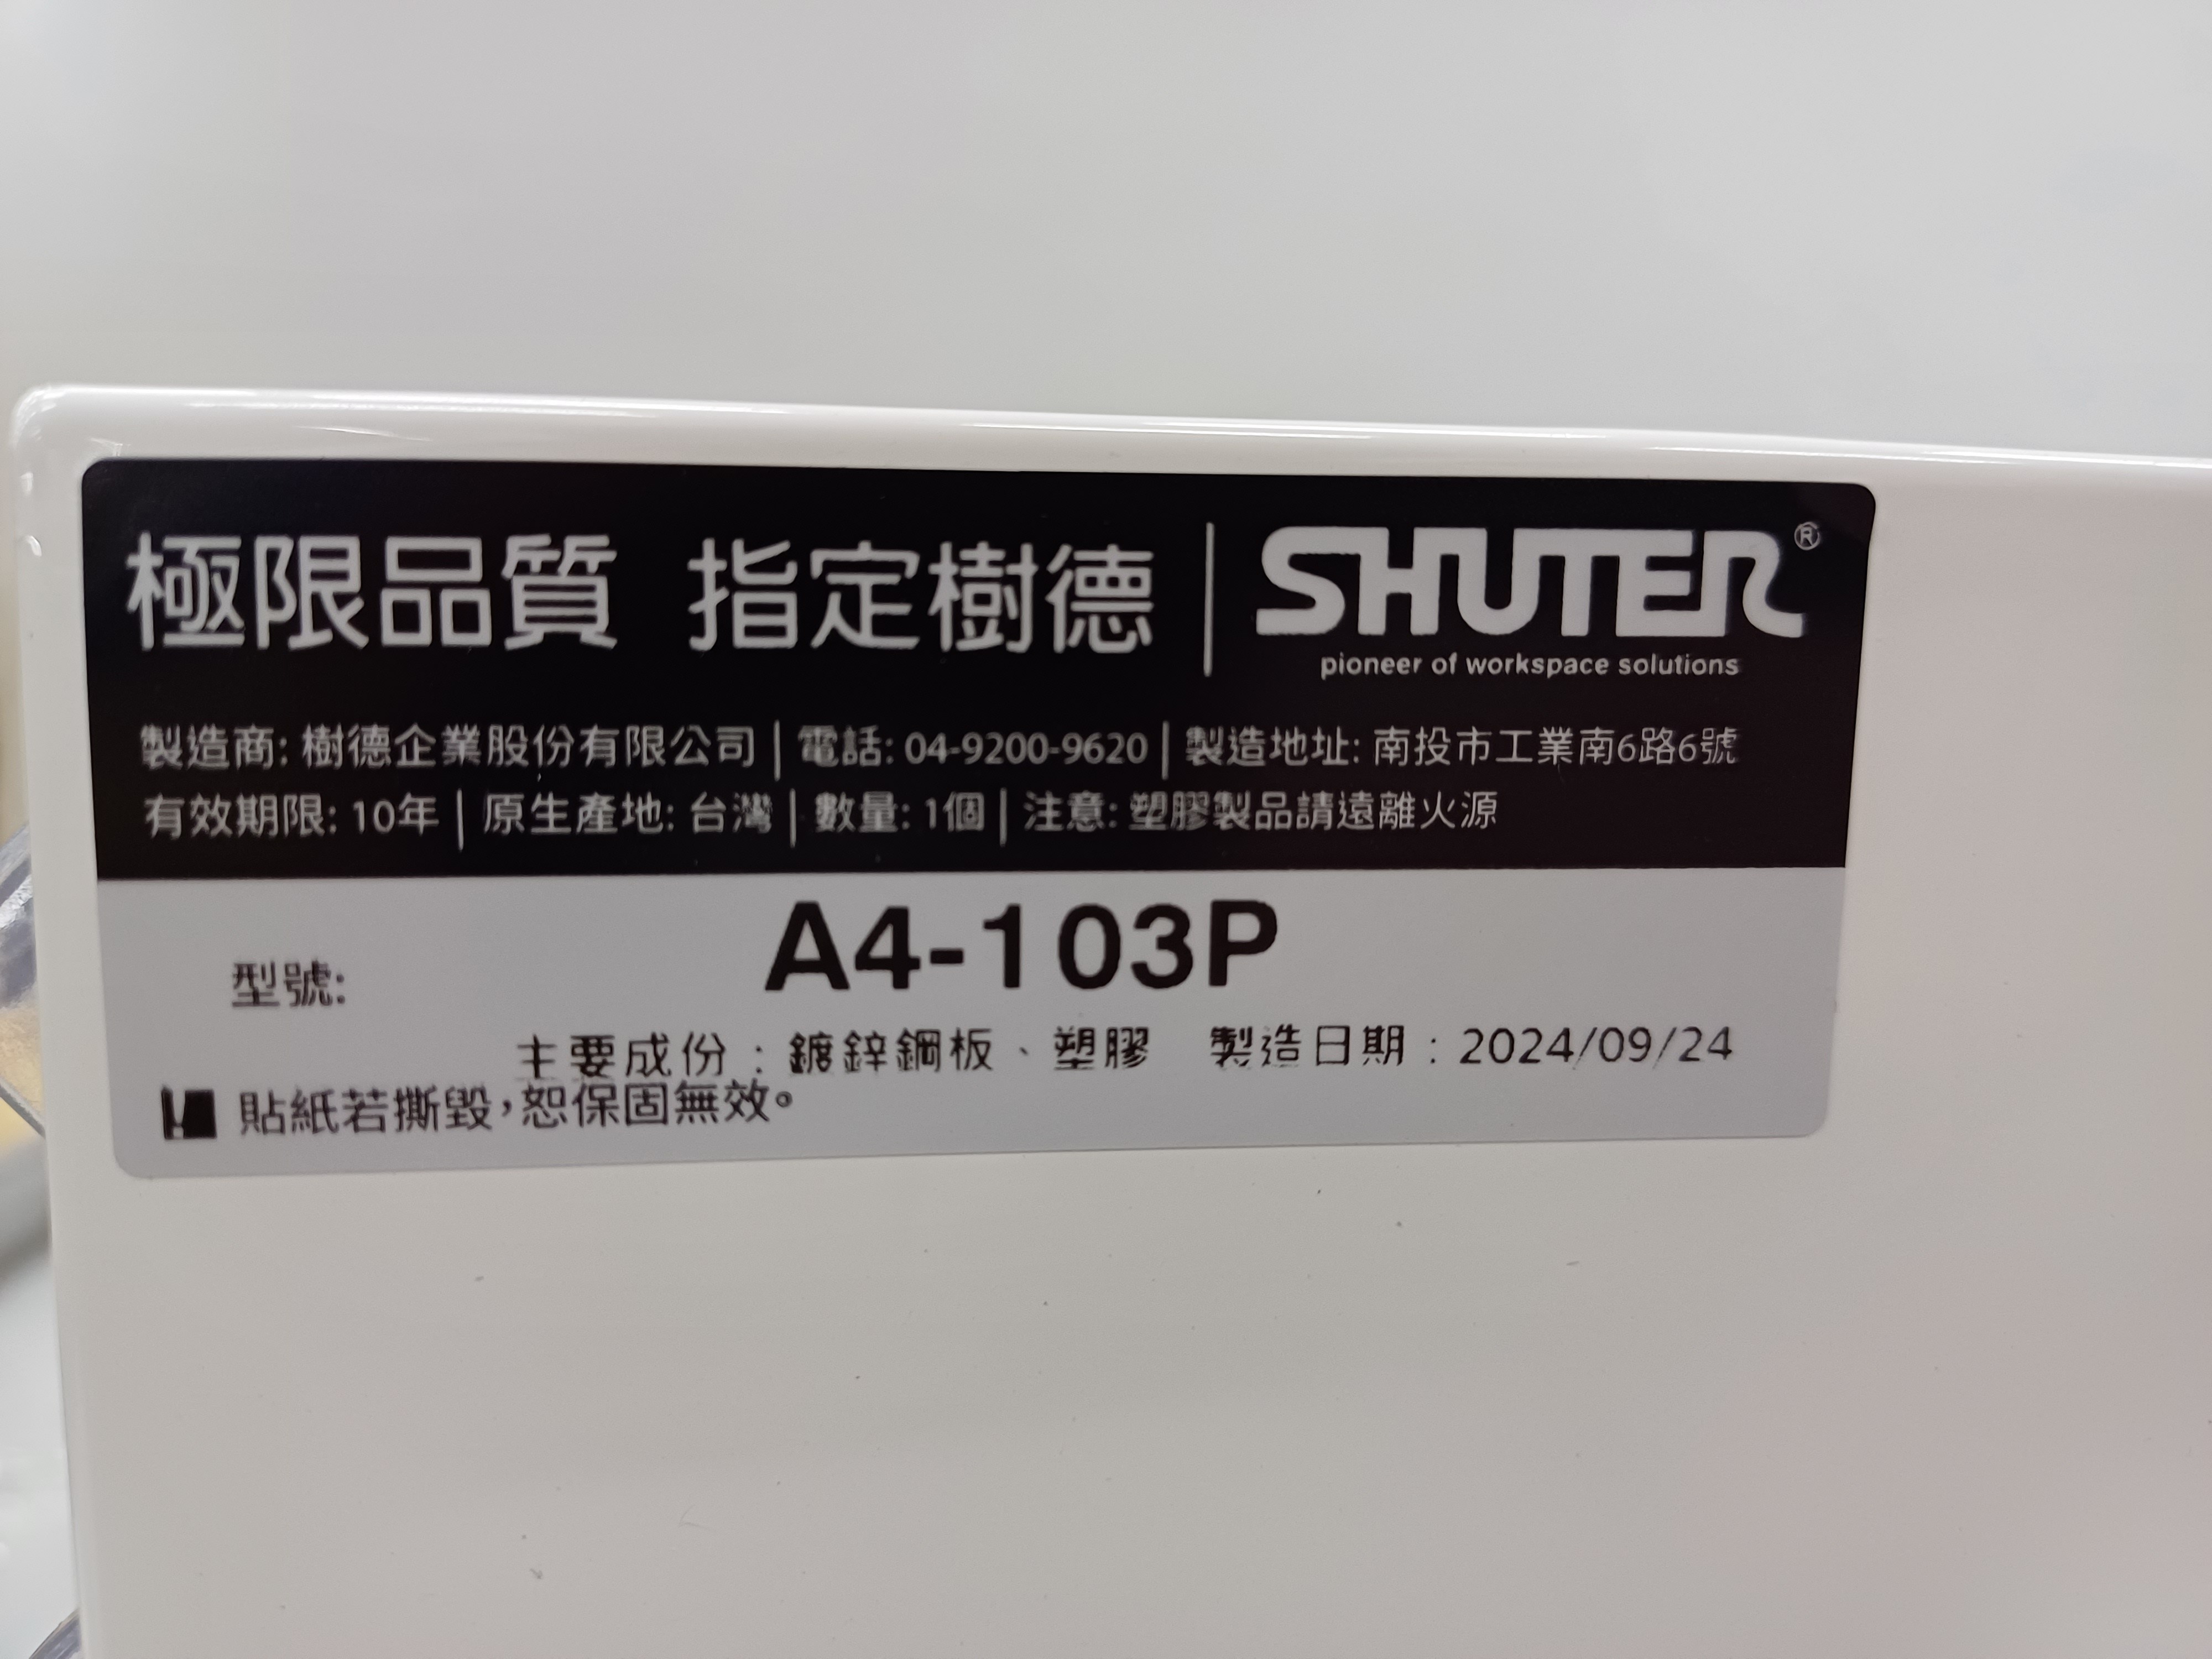 極限品質 指定樹德 | SHUTER®
pioneer of workspace solutions
製造商: 樹德企業股份有限公司 | 電話: 04-9200-9620 | 製造地址: 南投市工業南6路6號
有效期限: 10年 | 原生產地: 台灣 | 數量: 1個 | 注意: 塑膠製品請遠離火源
型號: A4-103P
主要成份：鍍鋅鋼板、塑膠 製造日期：2024/09/24
! 貼紙若撕毀，恕保固無效。